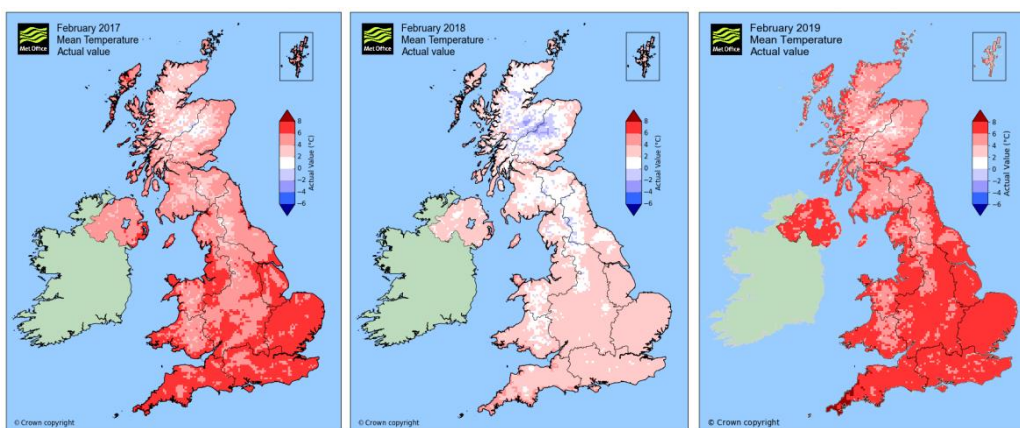 Met Office
February 2017
Mean Temperature
Actual value
8
6
4
2
0
−2
−4
−6
Actual Value (°C)
© Crown copyright
Met Office
February 2018
Mean Temperature
Actual value
8
6
4
2
0
−2
−4
−6
Actual Value (°C)
© Crown copyright
Met Office
February 2019
Mean Temperature
Actual value
8
6
4
2
0
−2
−4
−6
Actual Value (°C)
© Crown copyright